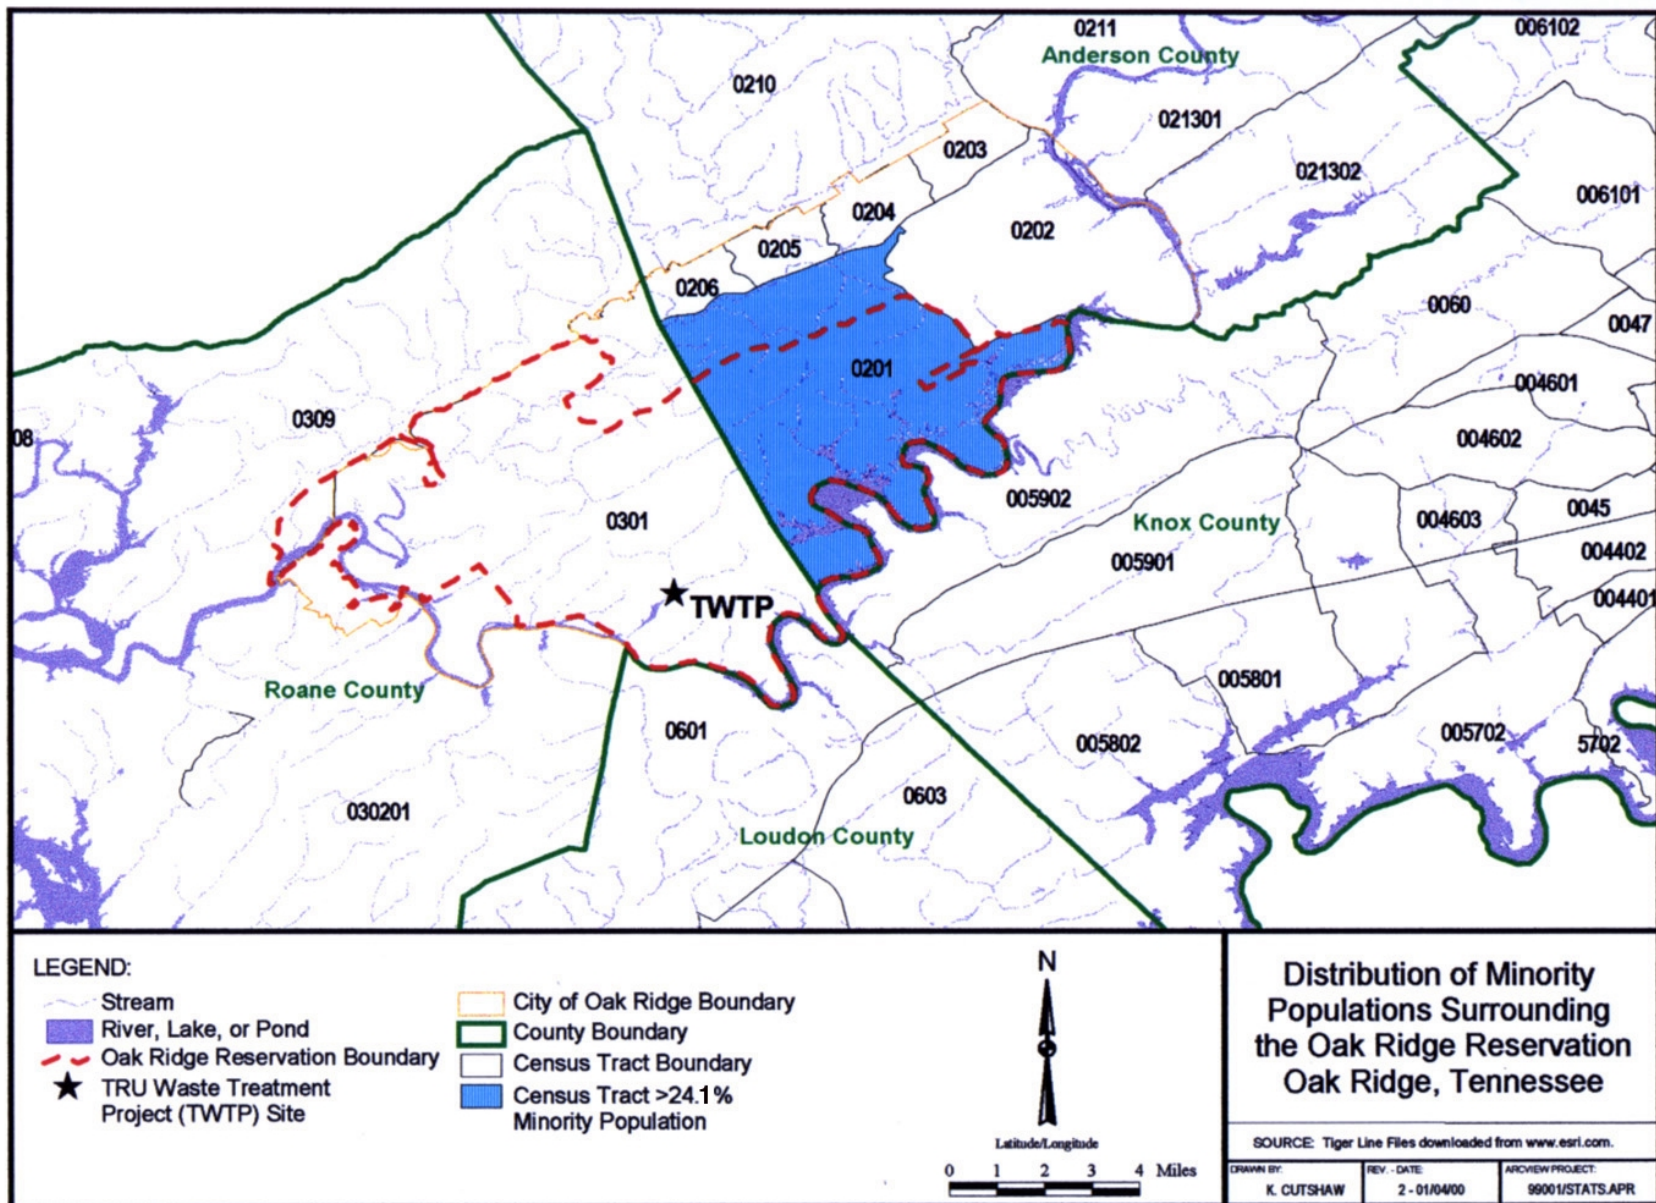 0211
006102
Anderson County
0210
021301
0203
021302
006101
0204
0202
0205
0206
0060
0047
0201
004601
0309
08
004602
005902
0045
0301
Knox County
004603
004402
005901
004401
TWTP
005801
Roane County
0601
005802
005702
5702
0603
030201
Loudon County
LEGEND:
Stream
River, Lake, or Pond
Oak Ridge Reservation Boundary
TRU Waste Treatment
Project (TWTP) Site
City of Oak Ridge Boundary
County Boundary
Census Tract Boundary
Census Tract >24.1%
Minority Population
N
Latitude/Longitude
0 1 2 3 4 Miles
Distribution of Minority
Populations Surrounding
the Oak Ridge Reservation
Oak Ridge, Tennessee
SOURCE: Tiger Line Files downloaded from www.esri.com.
DRAWN BY:
K. CUTSHAW
REV. - DATE:
2 - 01/04/00
ARCVIEW PROJECT:
99001/STATS.APR